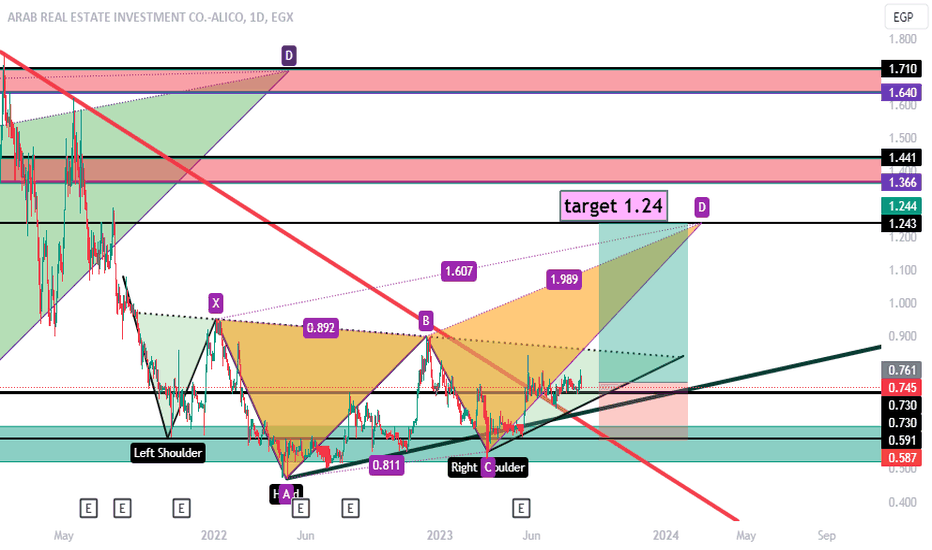 ARAB REAL ESTATE INVESTMENT CO.-ALICO, 1D, EGX
EGP
1.800
D
1.710
1.640
1.600
1.500
1.441
1.400
1.366
target 1.24
D
1.244
1.243
1.200
1.607
1.989
1.100
X
1.000
0.892
B
0.900
0.761
0.745
0.730
0.730
0.591
0.587
Left Shoulder
0.811
Right
C
oulder
A
0.500
0.400
E
E
E
E
E
E
May
2022
Jun
2023
Jun
2024
May
Sep